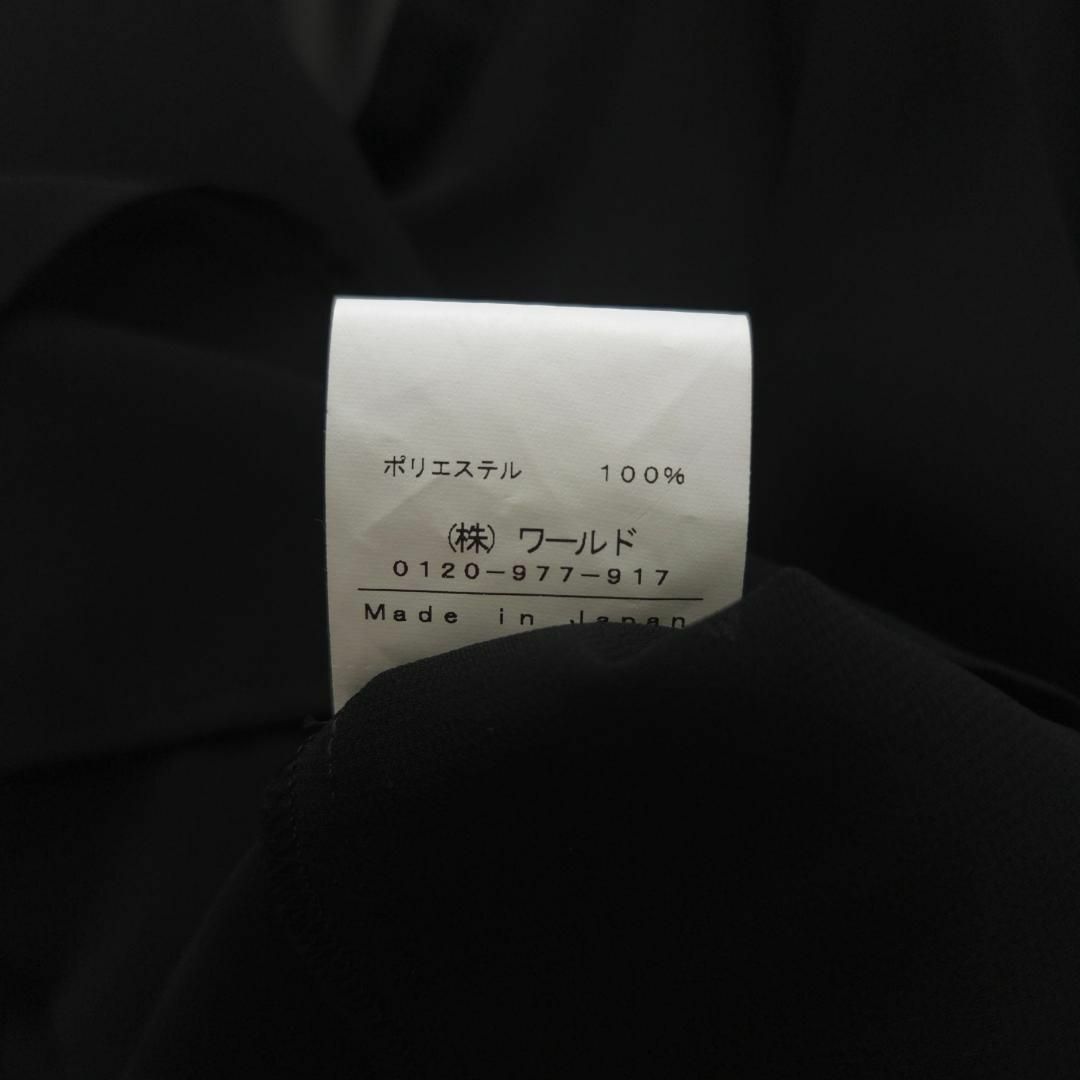 ポリエステル 100%
(株) ワールド
0120-977-917
Made in Japan